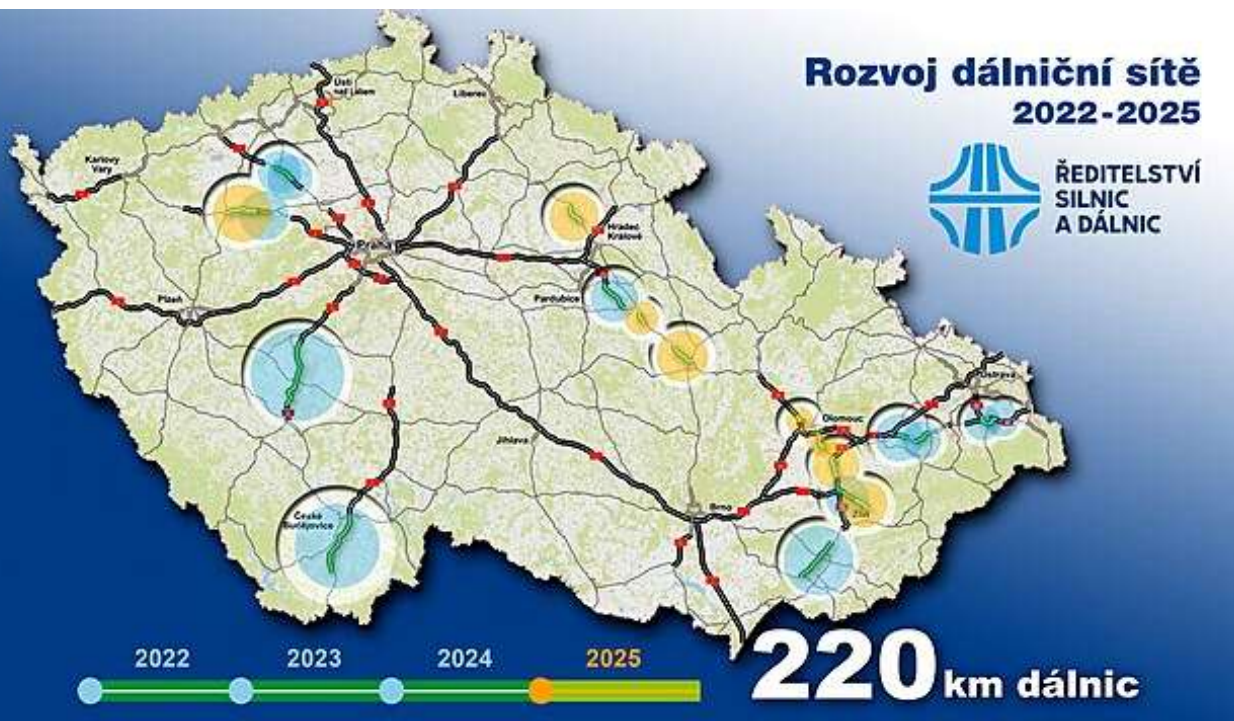 Rozvoj dálniční sítě
2022-2025
ŘEDITELSTVÍ
SILNIC
A DÁLNIC
Ústí
nad Labem
Liberec
Karlovy
Vary
Praha
Hradec
Králové
Plzeň
Pardubice
Ostrava
Olomouc
Jihlava
Brno
Zlín
České
Budějovice
2022
2023
2024
2025
220 km dálnic